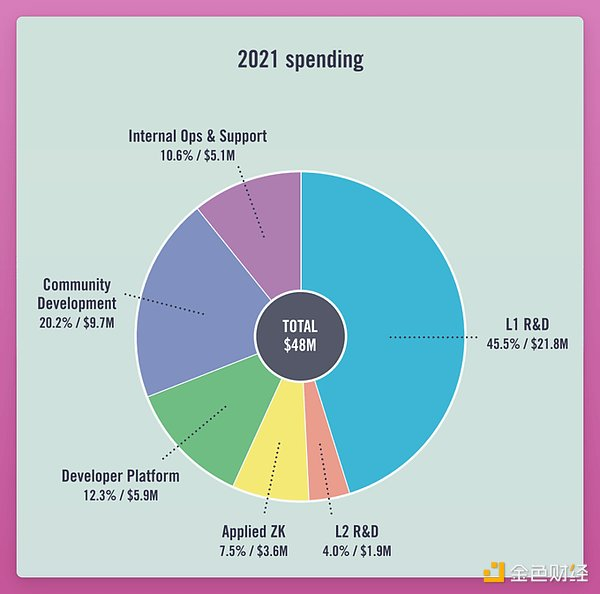 2021 spending
Internal Ops & Support
10.6% / $5.1M
Community
Development
20.2% / $9.7M
TOTAL
$48M
L1 R&D
45.5% / $21.8M
Developer Platform
12.3% / $5.9M
Applied ZK
7.5% / $3.6M
L2 R&D
4.0% / $1.9M
金色财经